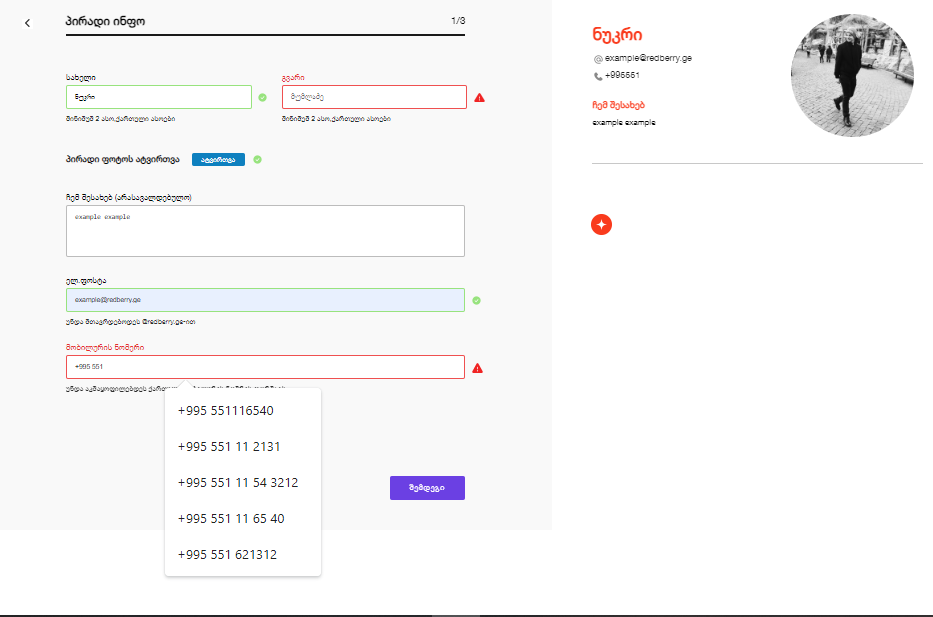 პირადი ინფო 1/3
სახელი
გვარი
ნუკრი
მუმლაძე
მინიმუმ 2 ასო,ქართული ასოები
მინიმუმ 2 ასო,ქართული ასოები
პირადი ფოტოს ატვირთვა ატვირთვა
ჩემ შესახებ (არასავალდებულო)
example example
ელ.ფოსტა
example@redberry.ge
უნდა მთავრდებოდეს @redberry.ge-ით
მობილურის ნომერი
+995 551
უნდა აკმაყოფილებდეს
+995 551116540
+995 551 11 2131
+995 551 11 54 3212
+995 551 11 65 40
+995 551 621312
შემდეგი
ნუკრი
example@redberry.ge
+995551
ჩემ შესახებ
example example